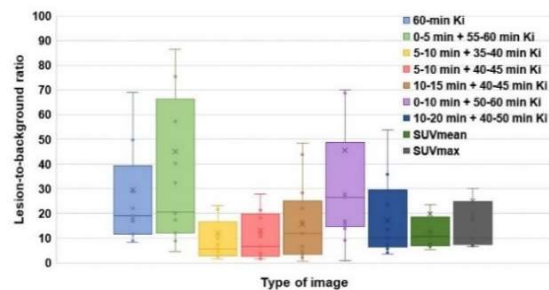 Lesion-to-background ratio
100
90
80
70
60
50
40
30
20
10
0
60-min Ki
0-5 min + 55-60 min Ki
5-10 min + 35-40 min Ki
5-10 min + 40-45 min Ki
10-15 min + 40-45 min Ki
0-10 min + 50-60 min Ki
10-20 min + 40-50 min Ki
SUVmean
SUVmax
Type of image